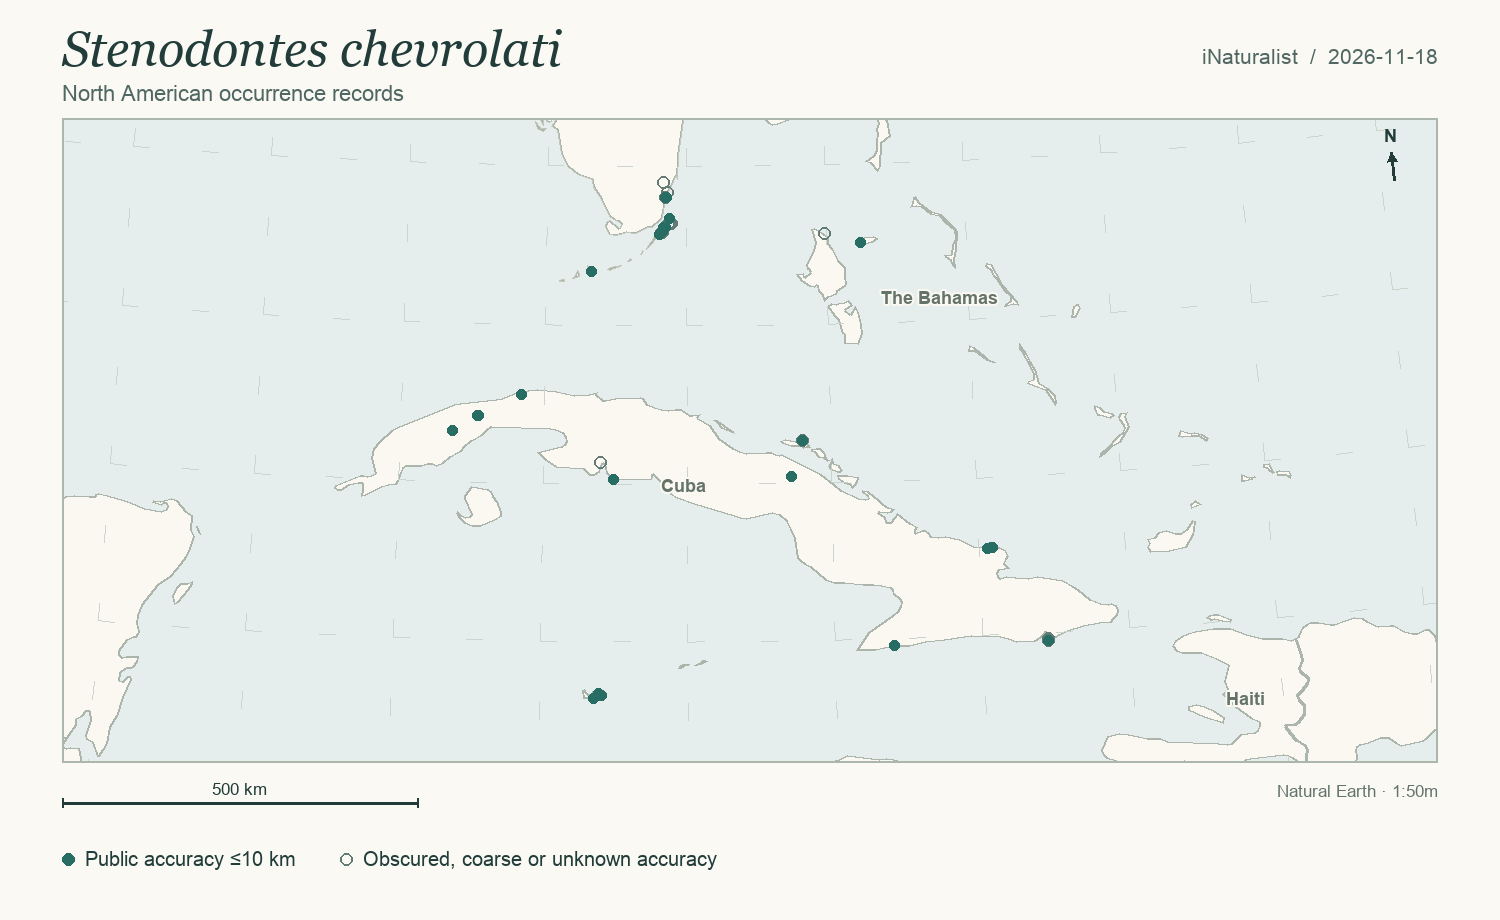 Stenodontes chevrolati
iNaturalist / 2026-11-18
North American occurrence records
N
The Bahamas
Cuba
Haiti
500 km
Natural Earth · 1:50m
Public accuracy ≤10 km
Obscured, coarse or unknown accuracy